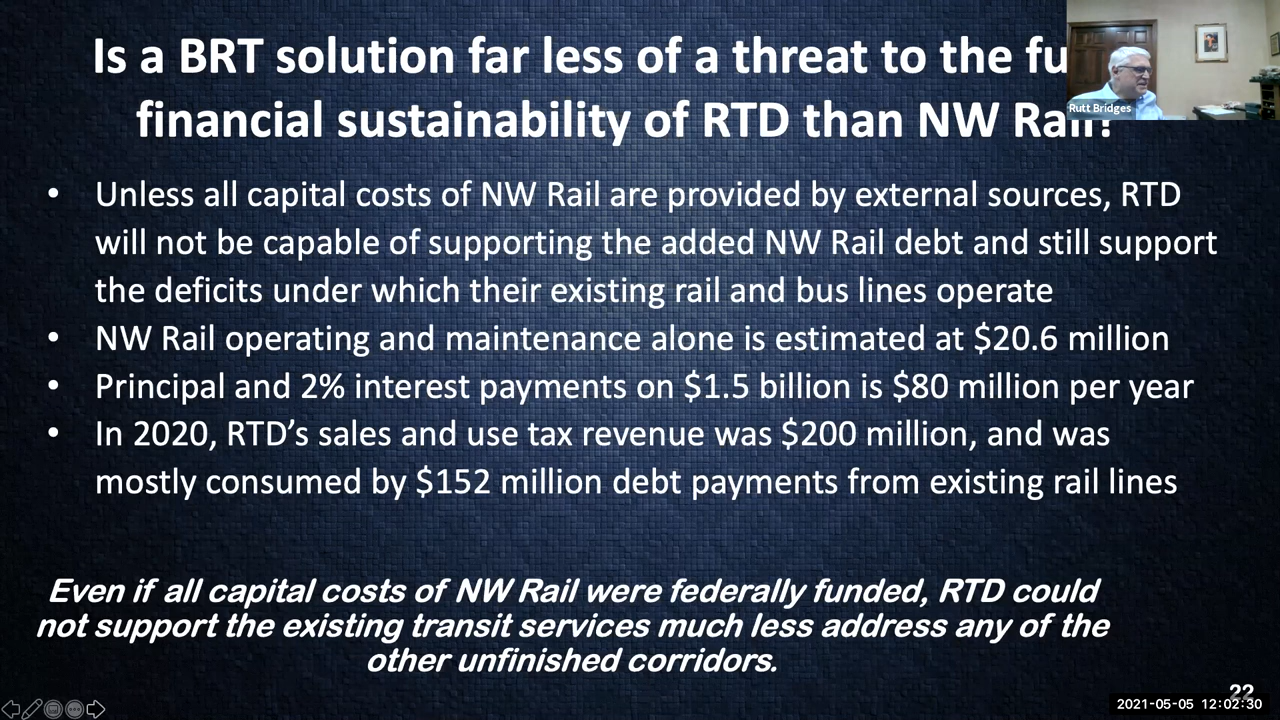 Is a BRT solution far less of a threat to the fu
financial sustainability of RTD than NW Rail?
Rutt Bridges
• Unless all capital costs of NW Rail are provided by external sources, RTD
will not be capable of supporting the added NW Rail debt and still support
the deficits under which their existing rail and bus lines operate
• NW Rail operating and maintenance alone is estimated at $20.6 million
• Principal and 2% interest payments on $1.5 billion is $80 million per year
• In 2020, RTD’s sales and use tax revenue was $200 million, and was
mostly consumed by $152 million debt payments from existing rail lines
Even if all capital costs of NW Rail were federally funded, RTD could
not support the existing transit services much less address any of the
other unfinished corridors.
22
2021-05-05 12:02:30